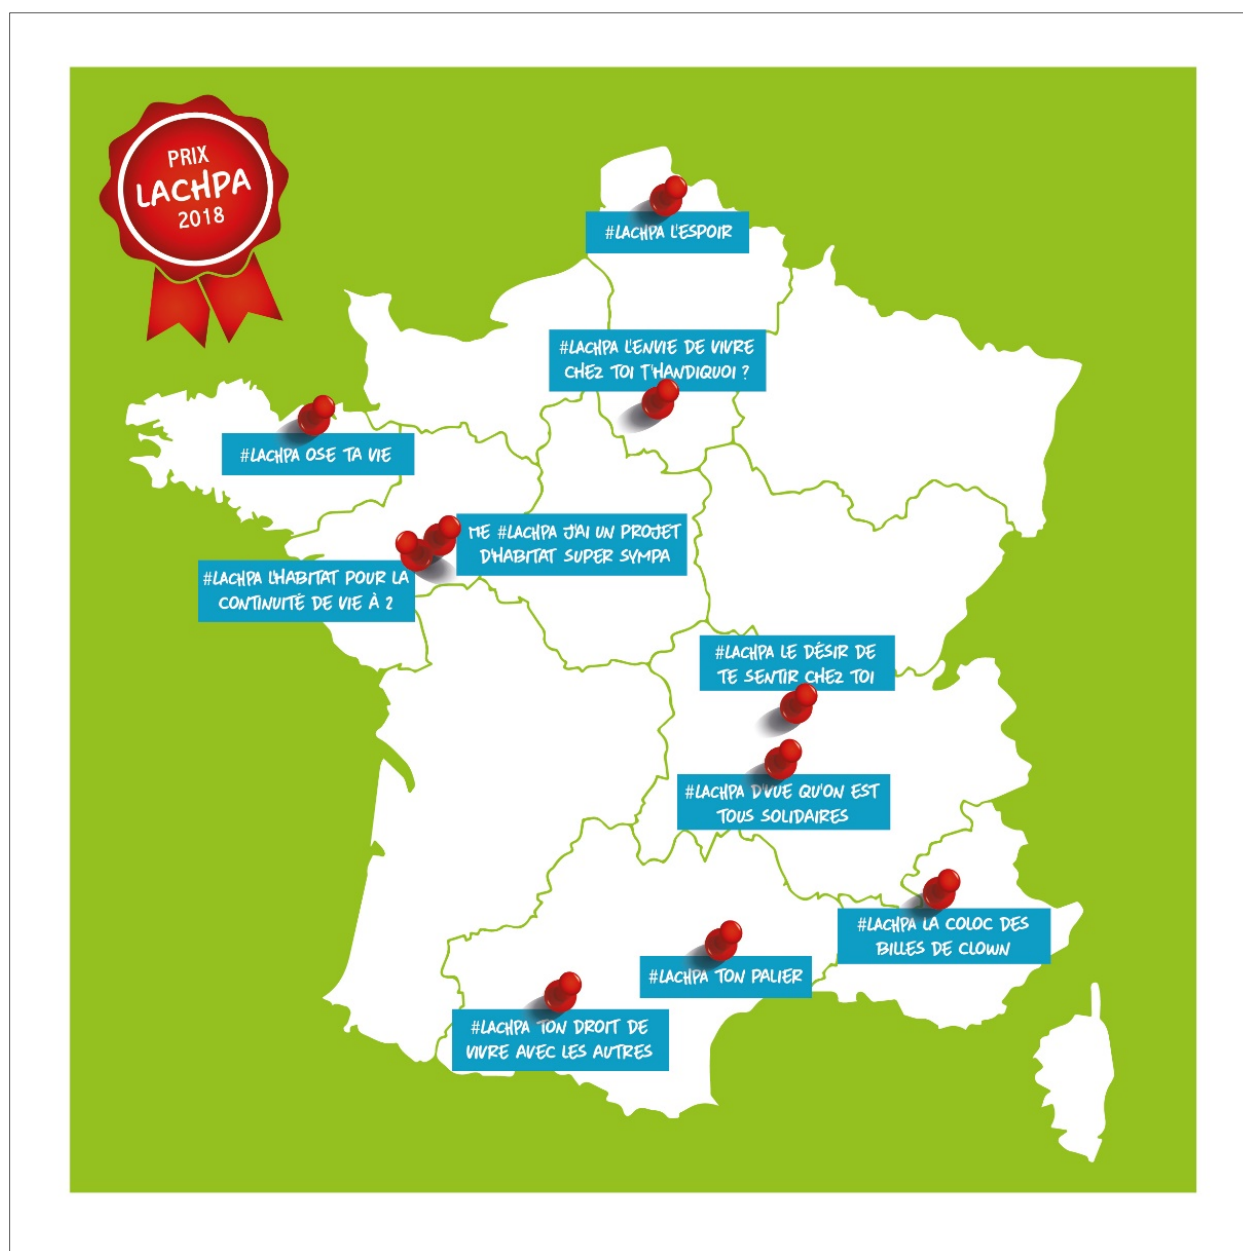 PRIX
LACHPA
2018
#LACHPA L'ESPOIR
#LACHPA L'ENVIE DE VIVRE
CHEZ TOI T'HANDIQUOI ?
#LACHPA OSE TA VIE
ME #LACHPA J'AI UN PROJET
D'HABITAT SUPER SYMPA
#LACHPA L'HABITAT POUR LA
CONTINUITÉ DE VIE À 2
#LACHPA LE DÉSIR DE
TE SENTIR CHEZ TOI
#LACHPA D'VUE QU'ON EST
TOUS SOLIDAIRES
#LACHPA LA COLOC DES
BILLES DE CLOWN
#LACHPA TON PALIER
#LACHPA TON DROIT DE
VIVRE AVEC LES AUTRES